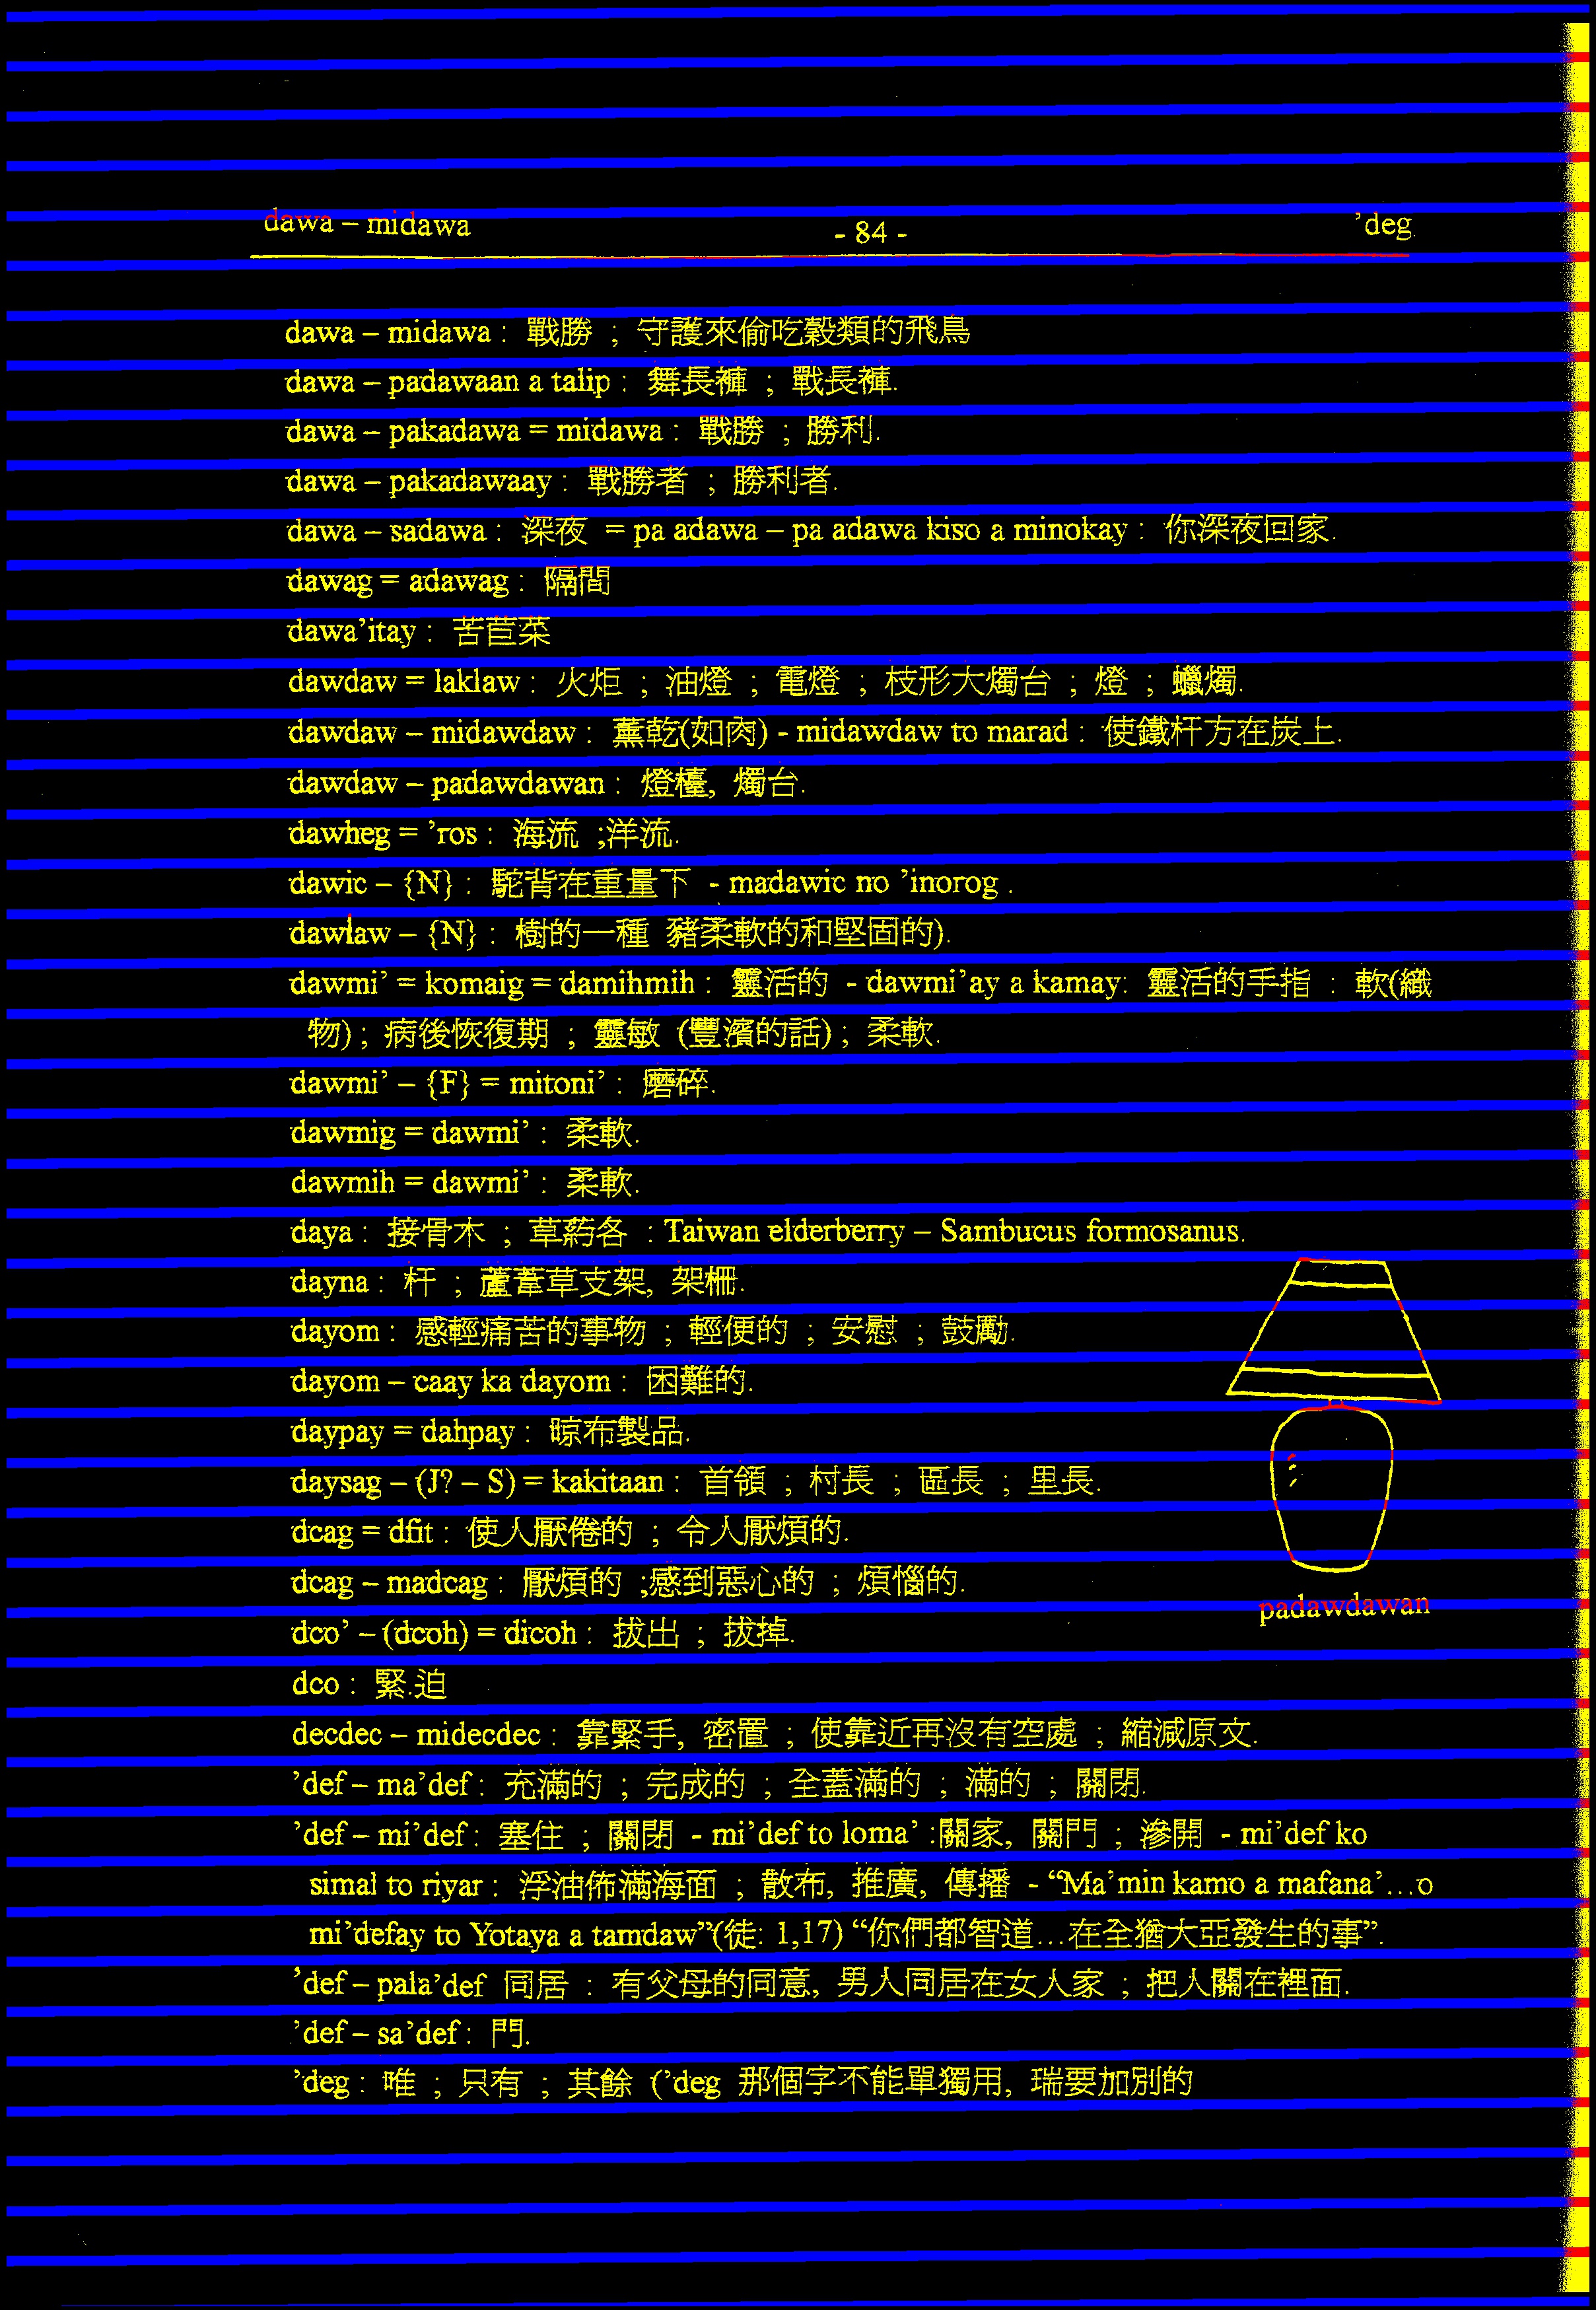 dawa – midawa - 84 - ’deg
dawa – midawa : 戰勝 ; 守護來偷吃穀類的飛鳥
dawa – padawaan a talip : 舞長褲 ; 戰長褲.
dawa – pakadawa = midawa : 戰勝 ; 勝利.
dawa – pakadawaay : 戰勝者 ; 勝利者.
dawa – sadawa : 深夜 = pa adawa – pa adawa kiso a minokay : 你深夜回家.
dawag = adawag : 隔間
dawa’itay : 苦苣菜
dawdaw = laklaw : 火炬 ; 油燈 ; 電燈 ; 枝形大燭台 ; 燈 ; 蠟燭.
dawdaw – midawdaw : 薰乾(如肉) - midawdaw to marad : 使鐵杆方在炭上.
dawdaw – padawdawan : 燈檯, 燭台.
dawheg = ’ros : 海流 ;洋流.
dawic – {N} : 駝背在重量下 - madawic no ’inorog .
dawlaw – {N} : 樹的一種 豬柔軟的和堅固的).
dawmi’ = komaig = damihmih : 靈活的 - dawmi’ay a kamay: 靈活的手指 : 軟(織
物) ; 病後恢復期 ; 靈敏 (豐濱的話) ; 柔軟.
dawmi’ – {F} = mitoni’ : 磨碎.
dawmig = dawmi’ : 柔軟.
dawmih = dawmi’ : 柔軟.
daya : 接骨木 ; 草葯各 : Taiwan elderberry – Sambucus formosanus.
dayna : 杆 ; 蘆葦草支架, 架柵.
dayom : 感輕痛苦的事物 ; 輕便的 ; 安慰 ; 鼓勵.
dayom – caay ka dayom : 困難的.
daypay = dahpay : 晾布製品.
daysag – (J? – S) = kakitaan : 首領 ; 村長 ; 區長 ; 里長.
dcag = dfit : 使人厭倦的 ; 令人厭煩的.
dcag – madcag : 厭煩的 ;感到惡心的 ; 煩惱的.
padawdawan
dco’ – (dcoh) = dicoh : 拔出 ; 拔掉.
dco : 緊.迫
decdec – midecdec : 靠緊手, 密置 ; 使靠近再沒有空處 ; 縮減原文.
’def – ma’def : 充滿的 ; 完成的 ; 全蓋滿的 ; 滿的 ; 關閉.
’def – mi’def : 塞住 ; 關閉 - mi’def to loma’ :關家, 關門 ; 滲開 - mi’def ko
simal to riyar : 浮油佈滿海面 ; 散布, 推廣, 傳播 - “Ma’min kamo a mafana’…o
mi’defay to Yotaya a tamdaw”(徒: 1,17) “你們都智道…在全猶大亞發生的事”.
’def – pala’def 同居 : 有父母的同意, 男人同居在女人家 ; 把人關在裡面.
’def – sa’def : 門.
’deg : 唯 ; 只有 ; 其餘 (’deg 那個字不能單獨用, 瑞要加別的